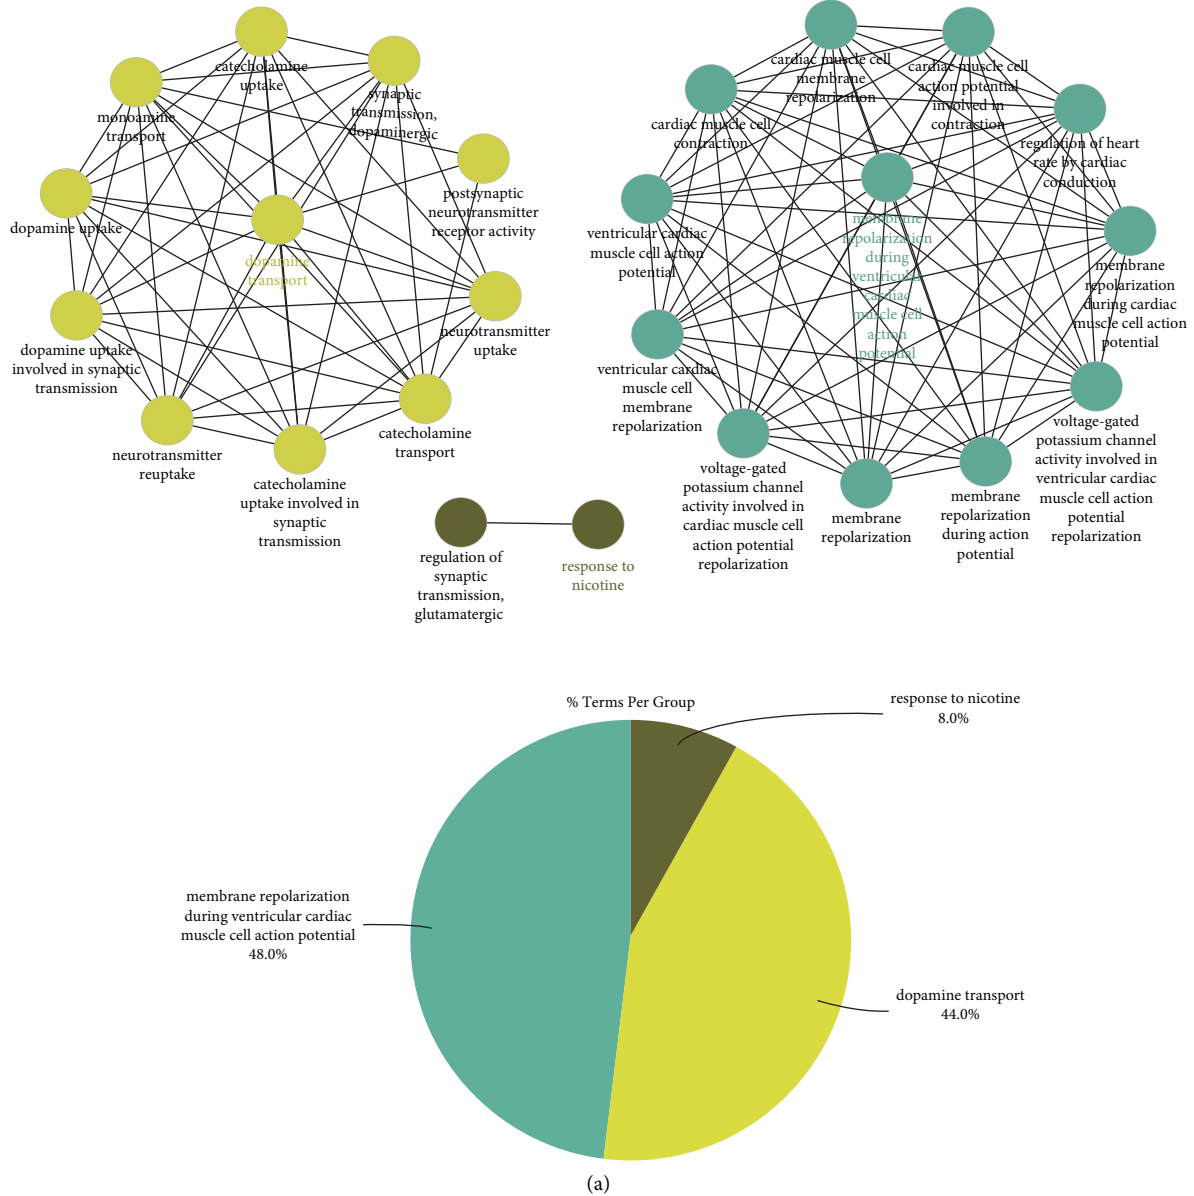 catecholamine
uptake
synaptic
transmission,
dopaminergic
monoamine
transport
postsynaptic
neurotransmitter
receptor activity
dopamine uptake
dopamine
transport
neurotransmitter
uptake
dopamine uptake
involved in synaptic
transmission
catecholamine
transport
neurotransmitter
reuptake
catecholamine
uptake involved in
synaptic
transmission
cardiac muscle cell
membrane
repolarization
cardiac muscle cell
action potential
involved in
contraction
cardiac muscle cell
contraction
regulation of heart
rate by cardiac
conduction
ventricular cardiac
muscle cell action
potential
membrane
repolarization
during
ventricular
cardiac
muscle cell
action
potential
membrane
repolarization
during cardiac
muscle cell action
potential
ventricular cardiac
muscle cell
membrane
repolarization
voltage-gated
potassium channel
activity involved in
cardiac muscle cell
action potential
repolarization
membrane
repolarization
membrane
repolarization
during action
potential
voltage-gated
potassium channel
activity involved in
ventricular cardiac
muscle cell action
potential
repolarization
regulation of
synaptic
transmission,
glutamatergic
response to
nicotine
% Terms Per Group
response to nicotine
8.0%
membrane repolarization
during ventricular cardiac
muscle cell action potential
48.0%
dopamine transport
44.0%
(a)